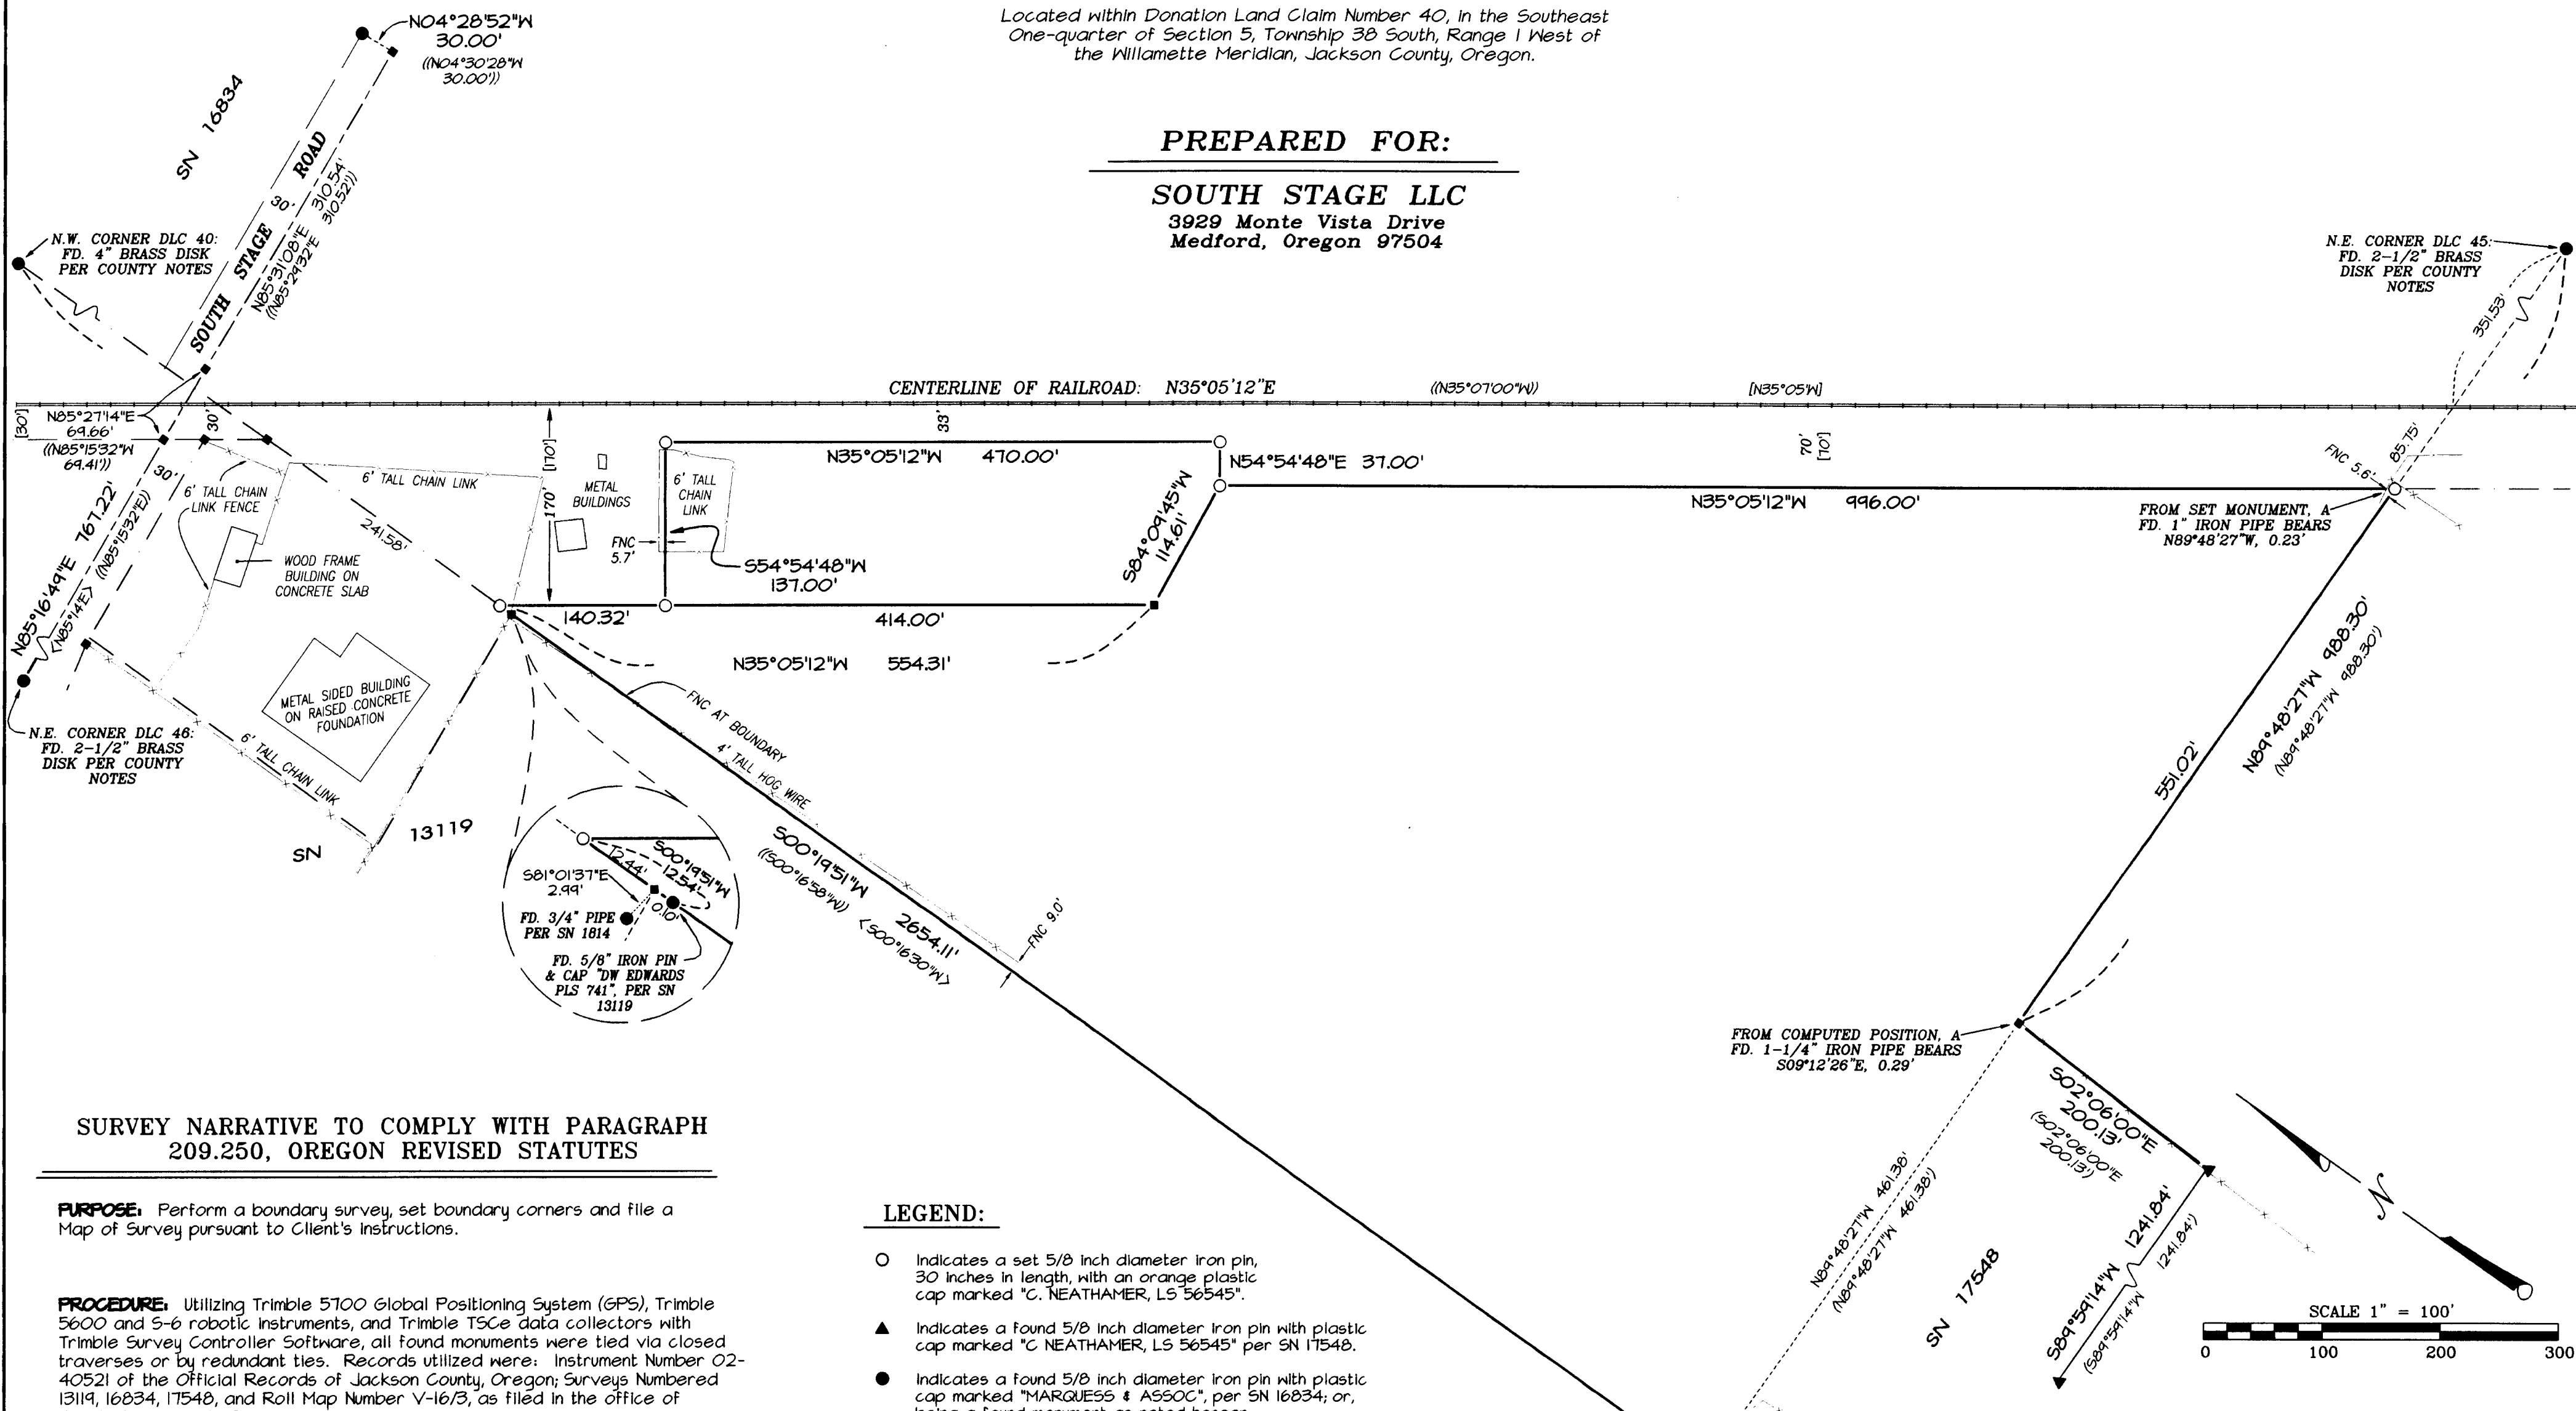 Located within Donation Land Claim Number 40, in the Southeast
One-quarter of Section 5, Township 38 South, Range 1 West of
the Willamette Meridian, Jackson County, Oregon.
PREPARED FOR:
SOUTH STAGE LLC
3929 Monte Vista Drive
Medford, Oregon 97504
N04°28'52"W
30.00'
((N04°30'28"W
30.00'))
SN 16834
SOUTH STAGE ROAD
30'
N85°31'08"E 310.54'
((N85°29'32"E 310.52'))
N.W. CORNER DLC 40:
FD. 4" BRASS DISK
PER COUNTY NOTES
N.E. CORNER DLC 45:
FD. 2-1/2" BRASS
DISK PER COUNTY
NOTES
351.53'
CENTERLINE OF RAILROAD: N35°05'12"E ((N35°07'00"W)) [N35°05'W]
[30']
N85°27'14"E
69.66'
((N85°15'32"W
69.41'))
30'
30'
[170']
170'
33'
70'
[70']
85.75'
FNC 5.6'
N35°05'12"W 470.00'
N54°54'48"E 37.00'
N35°05'12"W 996.00'
6' TALL CHAIN
LINK FENCE
6' TALL CHAIN LINK
METAL
BUILDINGS
6' TALL
CHAIN
LINK
FNC
5.7'
241.58'
S84°09'45"W
114.61'
FROM SET MONUMENT, A
FD. 1" IRON PIPE BEARS
N89°48'27"W, 0.23'
WOOD FRAME
BUILDING ON
CONCRETE SLAB
S54°54'48"W
137.00'
N85°16'49"E 767.22'
<N85°14'E> ((N85°15'32"E))
140.32'
414.00'
N35°05'12"W 554.31'
METAL SIDED BUILDING
ON RAISED CONCRETE
FOUNDATION
N.E. CORNER DLC 46:
FD. 2-1/2" BRASS
DISK PER COUNTY
NOTES
6' TALL CHAIN LINK
SN 13119
FNC AT BOUNDARY
4' TALL HOG WIRE
S00°19'51"W 2654.11'
((S00°16'58"W)) <S00°16'30"W>
FNC 9.0'
S00°19'51"W
12.54'
12.44'
S81°01'37"E
2.99'
0.10'
FD. 3/4" PIPE
PER SN 1814
FD. 5/8" IRON PIN
& CAP "DW EDWARDS
PLS 741", PER SN
13119
551.02'
N89°48'27"W 988.30'
(N89°48'27"W 988.30')
FROM COMPUTED POSITION, A
FD. 1-1/4" IRON PIPE BEARS
S09°12'26"E, 0.29'
S02°06'00"E
200.13'
(S02°06'00"E
200.13')
N89°48'27"W 461.38'
(N89°48'27"W 461.38')
SN 17548
S89°59'14"W 1241.84'
(S89°59'14"W 1241.84')
N
SCALE 1" = 100'
0 100 200 300
SURVEY NARRATIVE TO COMPLY WITH PARAGRAPH
209.250, OREGON REVISED STATUTES
PURPOSE: Perform a boundary survey, set boundary corners and file a
Map of Survey pursuant to Client's instructions.
PROCEDURE: Utilizing Trimble 5700 Global Positioning System (GPS), Trimble
5600 and S-6 robotic instruments, and Trimble TSCe data collectors with
Trimble Survey Controller Software, all found monuments were tied via closed
traverses or by redundant ties. Records utilized were: Instrument Number 02-
40521 of the Official Records of Jackson County, Oregon; Surveys Numbered
13119, 16834, 17548, and Roll Map Number V-16/3, as filed in the office of
LEGEND:
Indicates a set 5/8 inch diameter iron pin,
30 inches in length, with an orange plastic
cap marked "C. NEATHAMER, LS 56545".
Indicates a found 5/8 inch diameter iron pin with plastic
cap marked "C NEATHAMER, LS 56545" per SN 17548.
Indicates a found 5/8 inch diameter iron pin with plastic
cap marked "MARQUESS & ASSOC", per SN 16834; or,
being a found monument as noted hereon.